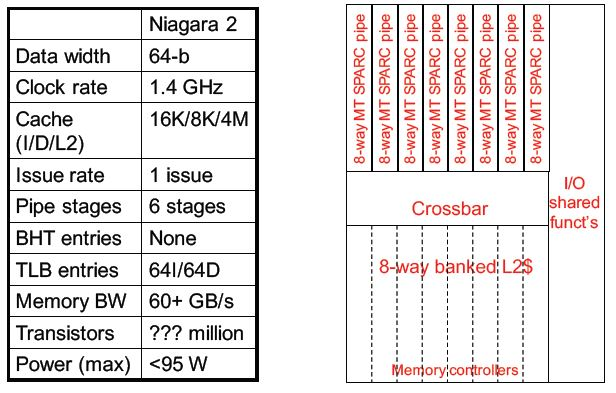 Niagara 2
Data width 64-b
Clock rate 1.4 GHz
Cache 16K/8K/4M
(I/D/L2)
Issue rate 1 issue
Pipe stages 6 stages
BHT entries None
TLB entries 64I/64D
Memory BW 60+ GB/s
Transistors ??? million
Power (max) <95 W
8-way MT SPARC pipe
8-way MT SPARC pipe
8-way MT SPARC pipe
8-way MT SPARC pipe
8-way MT SPARC pipe
8-way MT SPARC pipe
8-way MT SPARC pipe
8-way MT SPARC pipe
Crossbar
I/O
shared
funct's
8-way banked L2$
Memory controllers